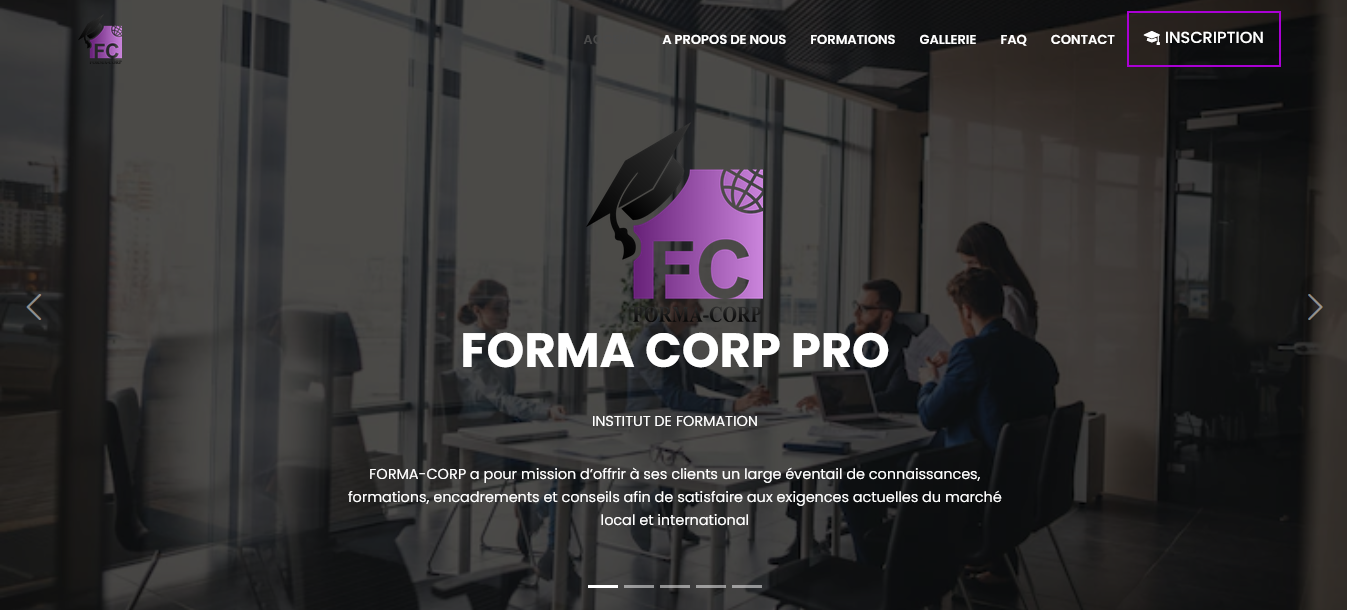 FC
A PROPOS DE NOUS
FORMATIONS
GALLERIE
FAQ
CONTACT
INSCRIPTION
FC
FORMA-CORP
FORMA CORP PRO
INSTITUT DE FORMATION
FORMA-CORP a pour mission d’offrir à ses clients un large éventail de connaissances,
formations, encadrements et conseils afin de satisfaire aux exigences actuelles du marché
local et international